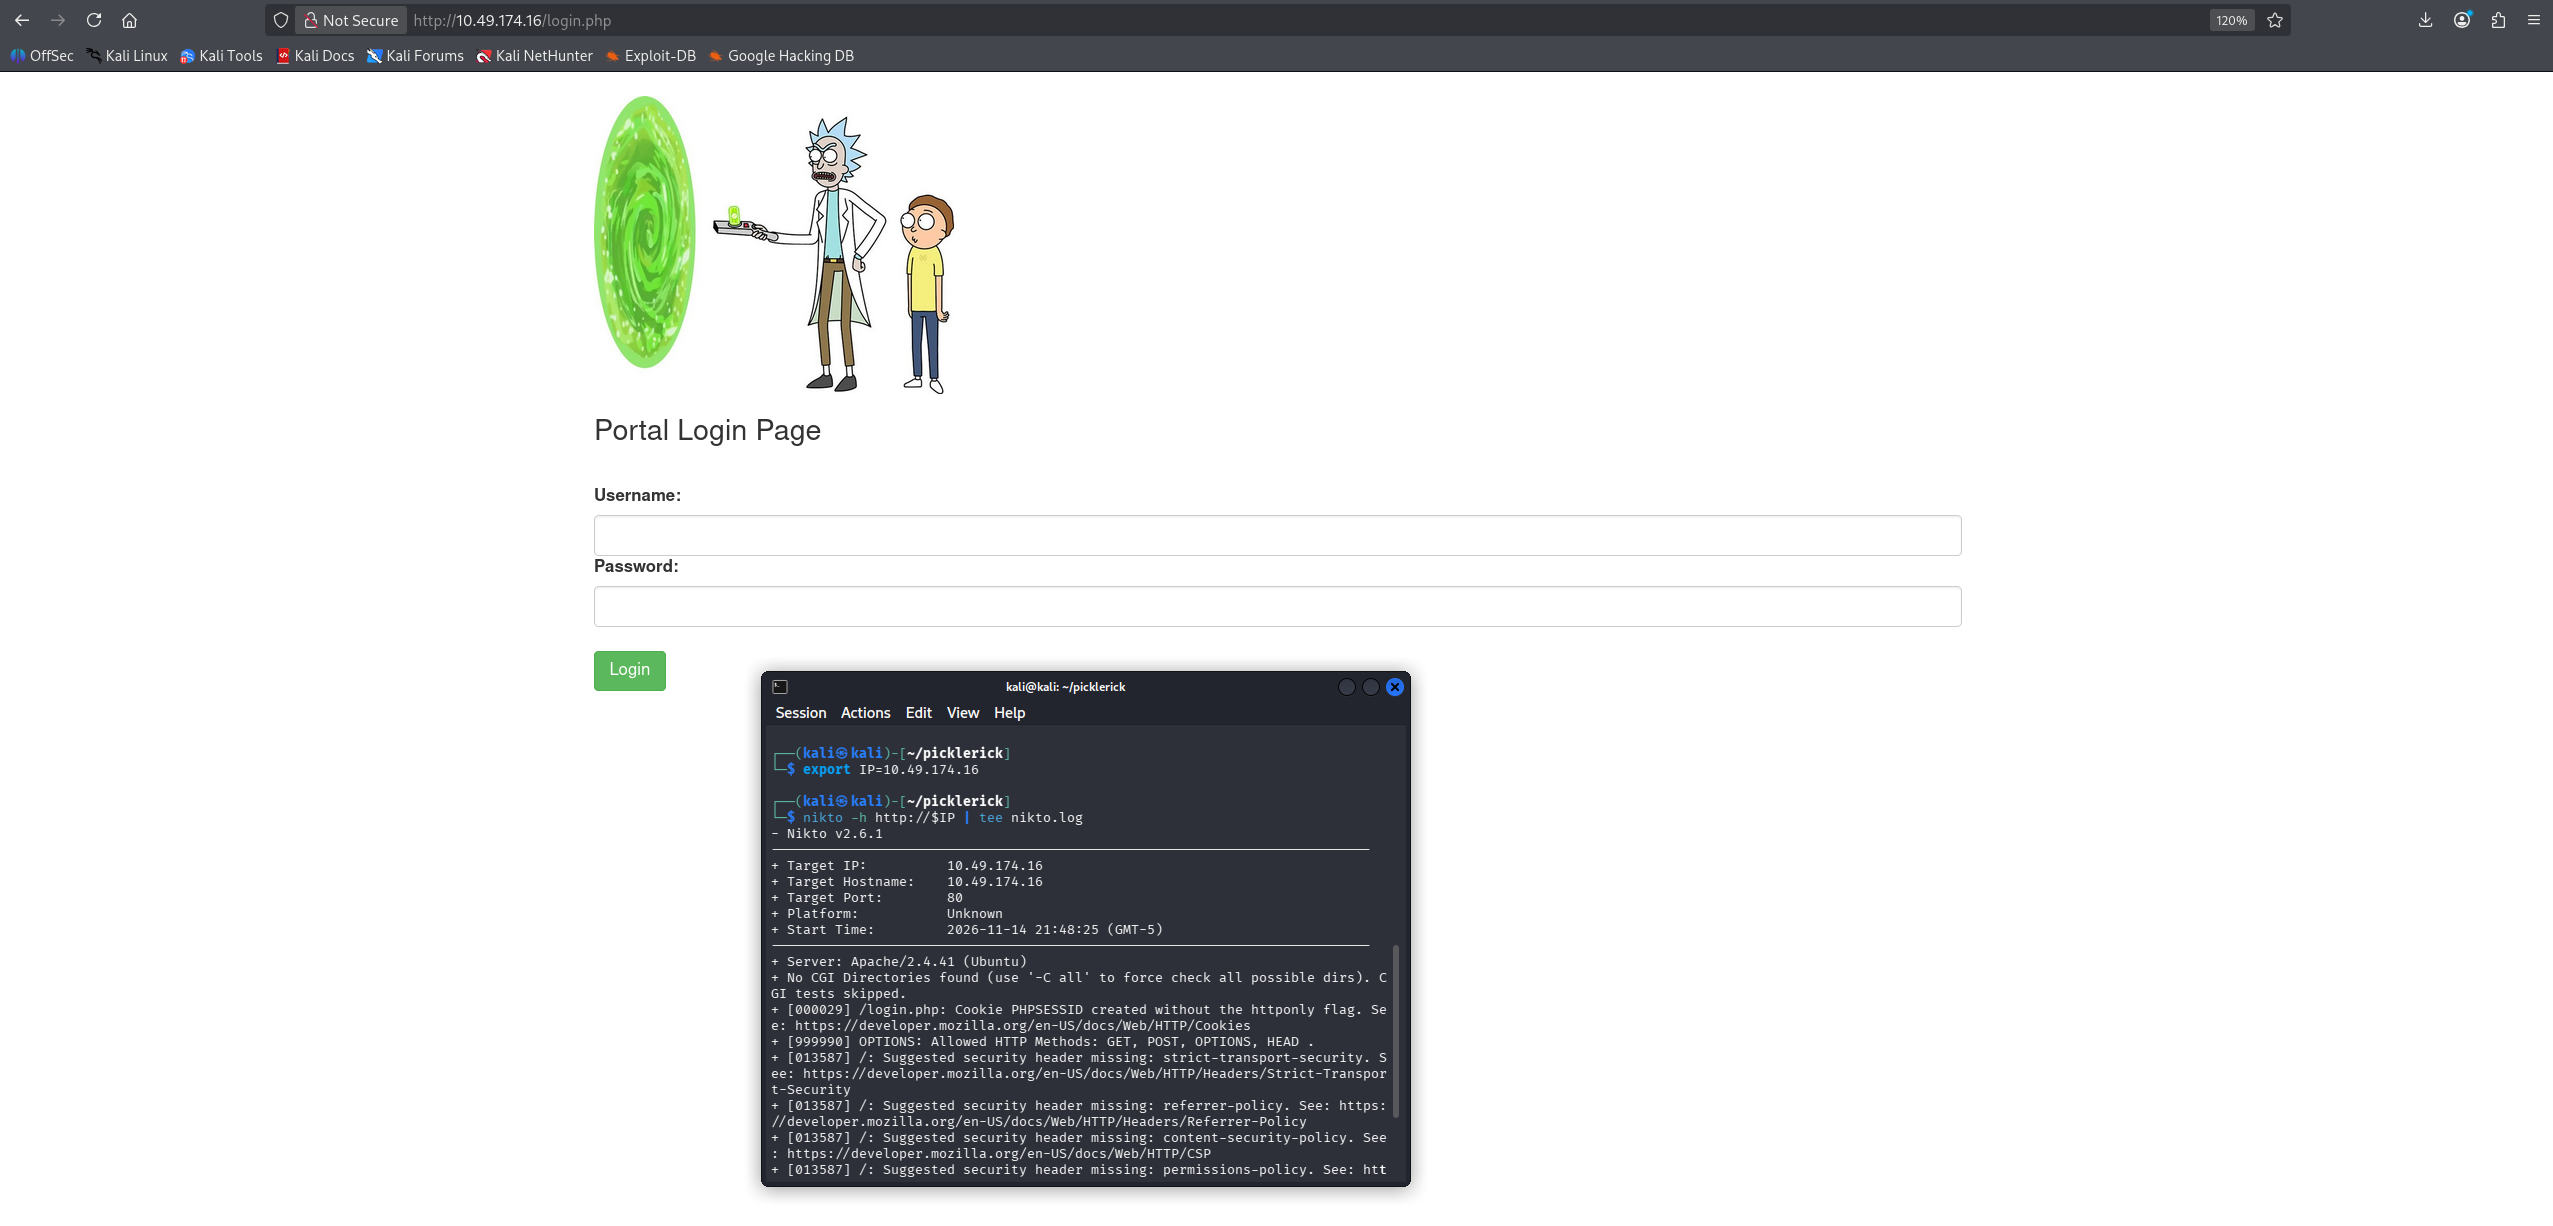 Not Secure http://10.49.174.16/login.php 120%
OffSec Kali Linux Kali Tools Kali Docs Kali Forums Kali NetHunter Exploit-DB Google Hacking DB
Portal Login Page
Username:
Password:
Login
kali@kali: ~/picklerick
Session Actions Edit View Help
┌──(kali㉿kali)-[~/picklerick]
└─$ export IP=10.49.174.16
┌──(kali㉿kali)-[~/picklerick]
└─$ nikto -h http://$IP | tee nikto.log
- Nikto v2.6.1
+ Target IP: 10.49.174.16
+ Target Hostname: 10.49.174.16
+ Target Port: 80
+ Platform: Unknown
+ Start Time: 2026-11-14 21:48:25 (GMT-5)
+ Server: Apache/2.4.41 (Ubuntu)
+ No CGI Directories found (use '-C all' to force check all possible dirs). C
GI tests skipped.
+ [000029] /login.php: Cookie PHPSESSID created without the httponly flag. Se
e: https://developer.mozilla.org/en-US/docs/Web/HTTP/Cookies
+ [999990] OPTIONS: Allowed HTTP Methods: GET, POST, OPTIONS, HEAD .
+ [013587] /: Suggested security header missing: strict-transport-security. S
ee: https://developer.mozilla.org/en-US/docs/Web/HTTP/Headers/Strict-Transpor
t-Security
+ [013587] /: Suggested security header missing: referrer-policy. See: https:
//developer.mozilla.org/en-US/docs/Web/HTTP/Headers/Referrer-Policy
+ [013587] /: Suggested security header missing: content-security-policy. See
: https://developer.mozilla.org/en-US/docs/Web/HTTP/CSP
+ [013587] /: Suggested security header missing: permissions-policy. See: htt